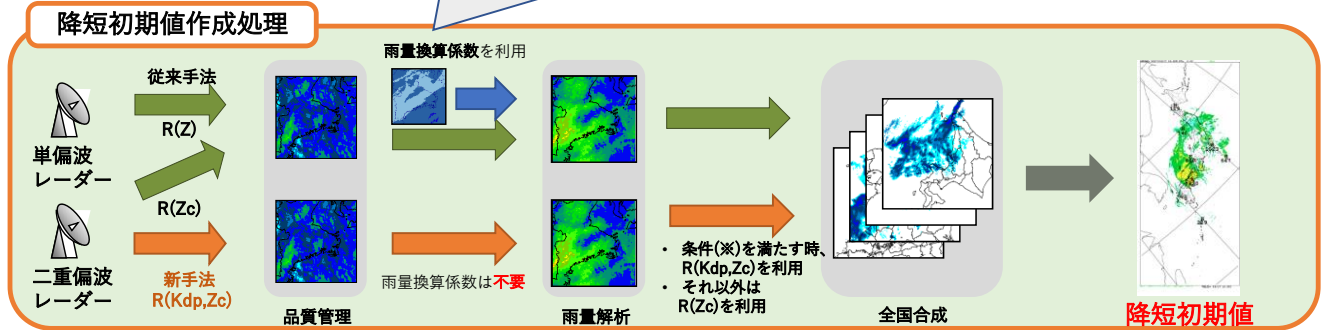 降短初期値作成処理
雨量換算係数を利用
従来手法
R(Z)
単偏波
レーダー
R(Zc)
二重偏波
レーダー
新手法
R(Kdp,Zc)
雨量換算係数は不要
・ 条件(※)を満たす時、
R(Kdp,Zc)を利用
・ それ以外は
R(Zc)を利用
品質管理
雨量解析
全国合成
降短初期値